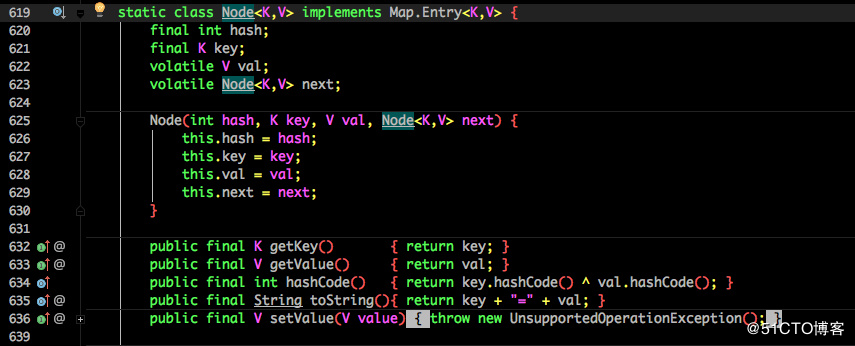 619 static class Node<K,V> implements Map.Entry<K,V> {
620 final int hash;
621 final K key;
622 volatile V val;
623 volatile Node<K,V> next;
624
625 Node(int hash, K key, V val, Node<K,V> next) {
626 this.hash = hash;
627 this.key = key;
628 this.val = val;
629 this.next = next;
630 }
631
632 @ public final K getKey() { return key; }
633 @ public final V getValue() { return val; }
634 public final int hashCode() { return key.hashCode() ^ val.hashCode(); }
635 @ public final String toString(){ return key + "=" + val; }
636 @ public final V setValue(V value) { throw new UnsupportedOperationException(); }
639
@51CTO博客